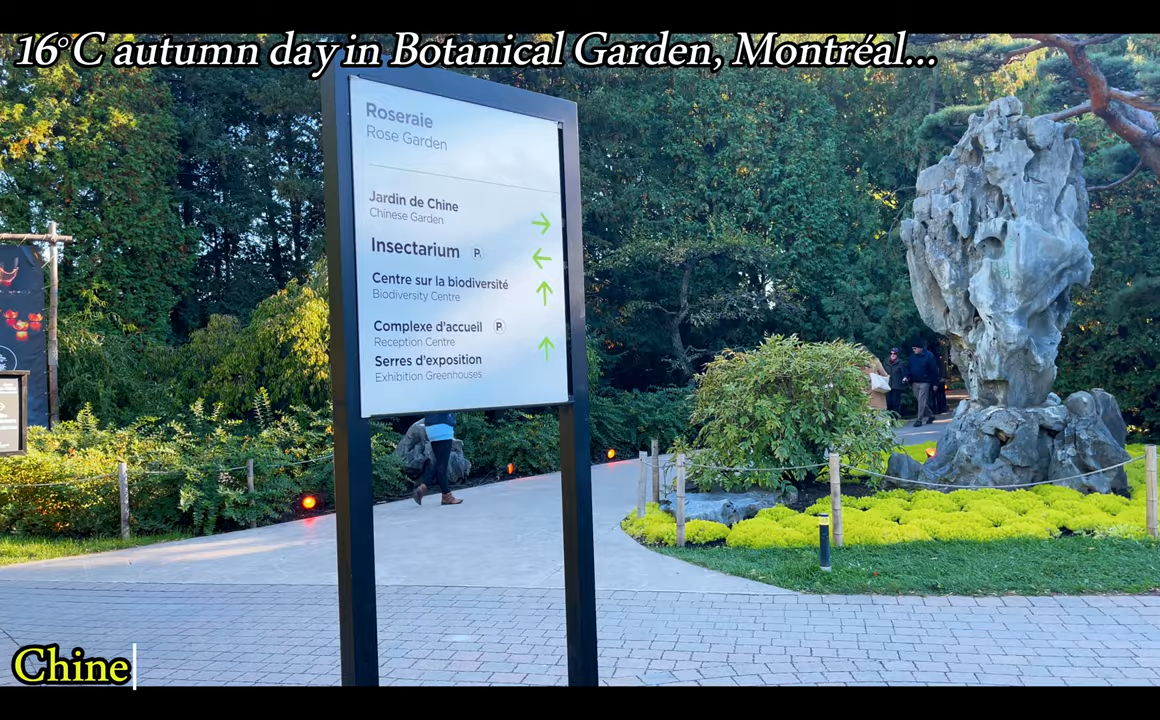 16°C autumn day in Botanical Garden, Montréal...
Roseraie
Rose Garden
Jardin de Chine
Chinese Garden
Insectarium P
Centre sur la biodiversité
Biodiversity Centre
Complexe d'accueil P
Reception Centre
Serres d'exposition
Exhibition Greenhouses
Chine